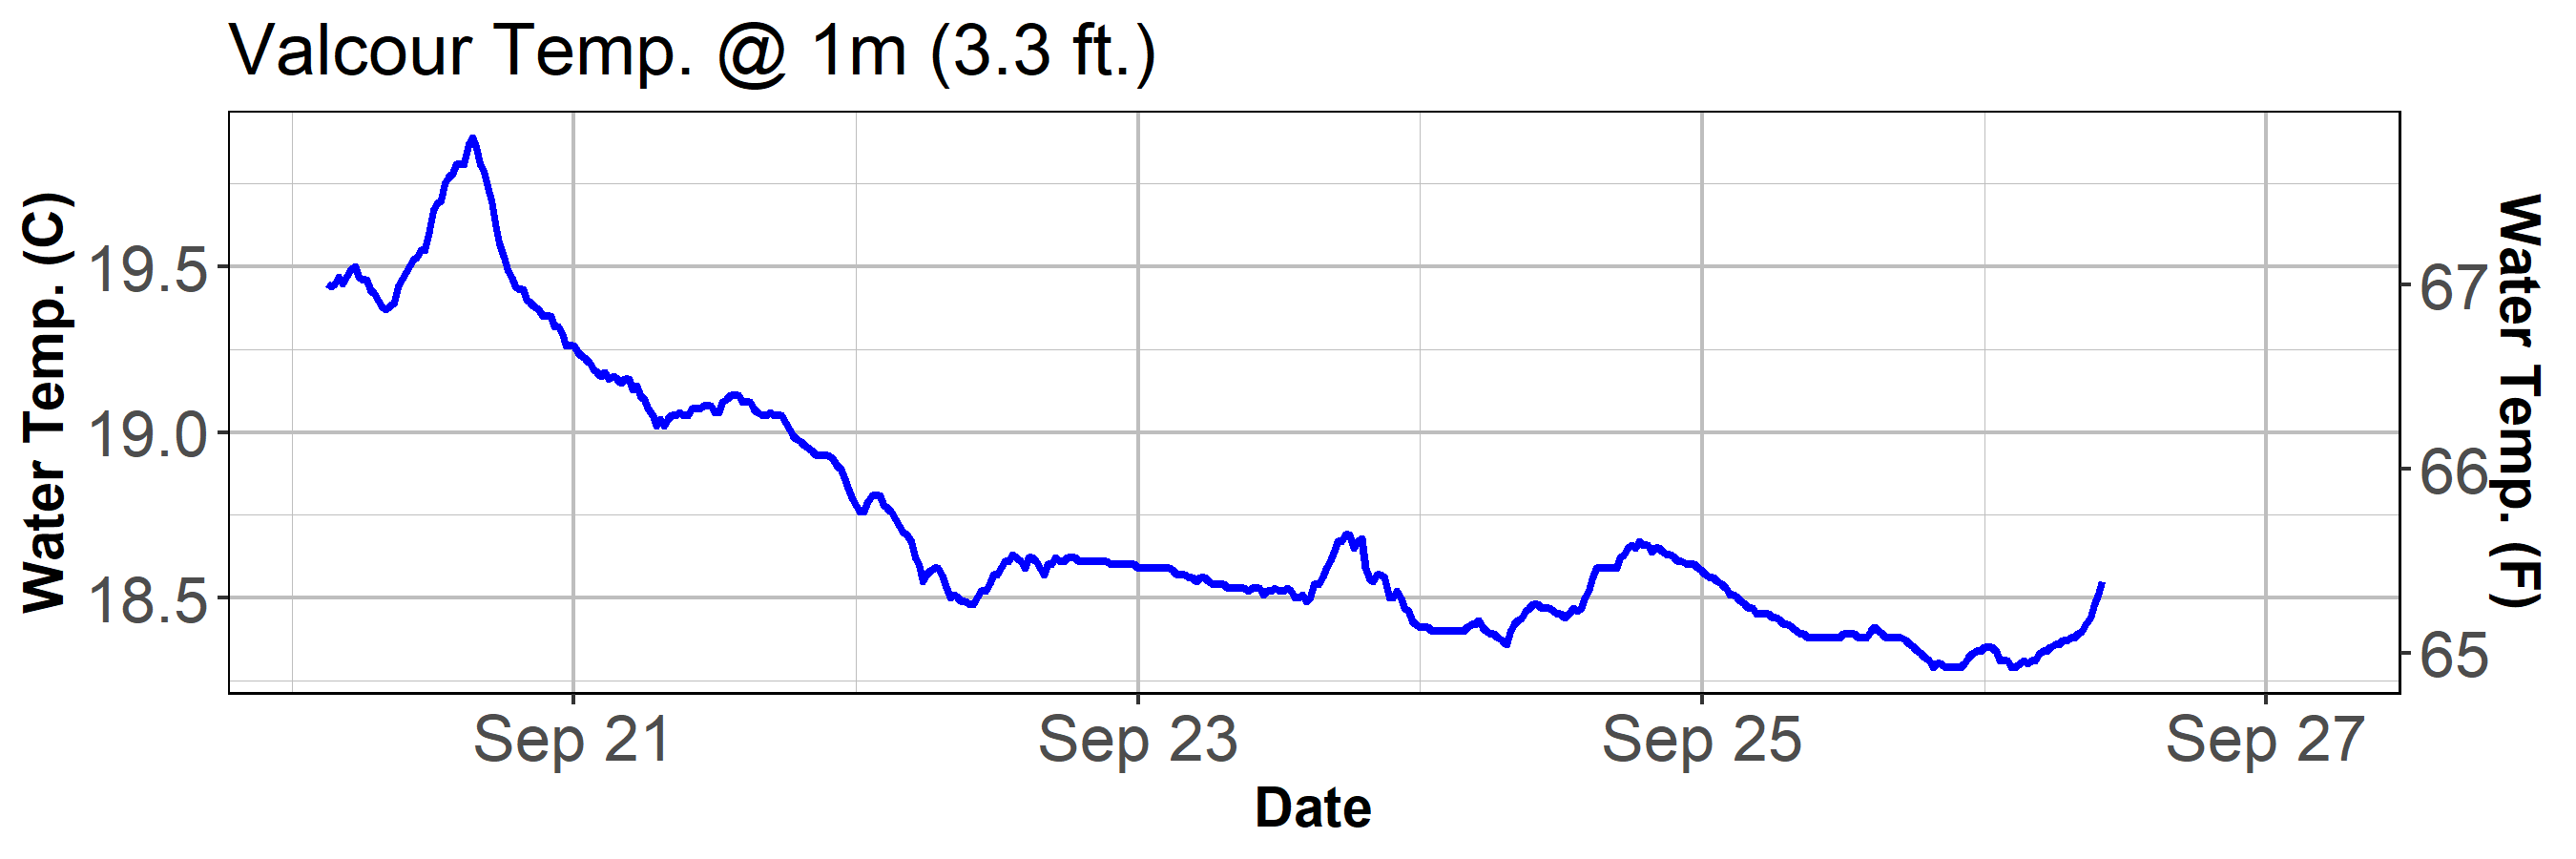 Valcour Temp. @ 1m (3.3 ft.)
Water Temp. (C)
19.5
19.0
18.5
67
66
65
Water Temp. (F)
Sep 21
Sep 23
Sep 25
Sep 27
Date